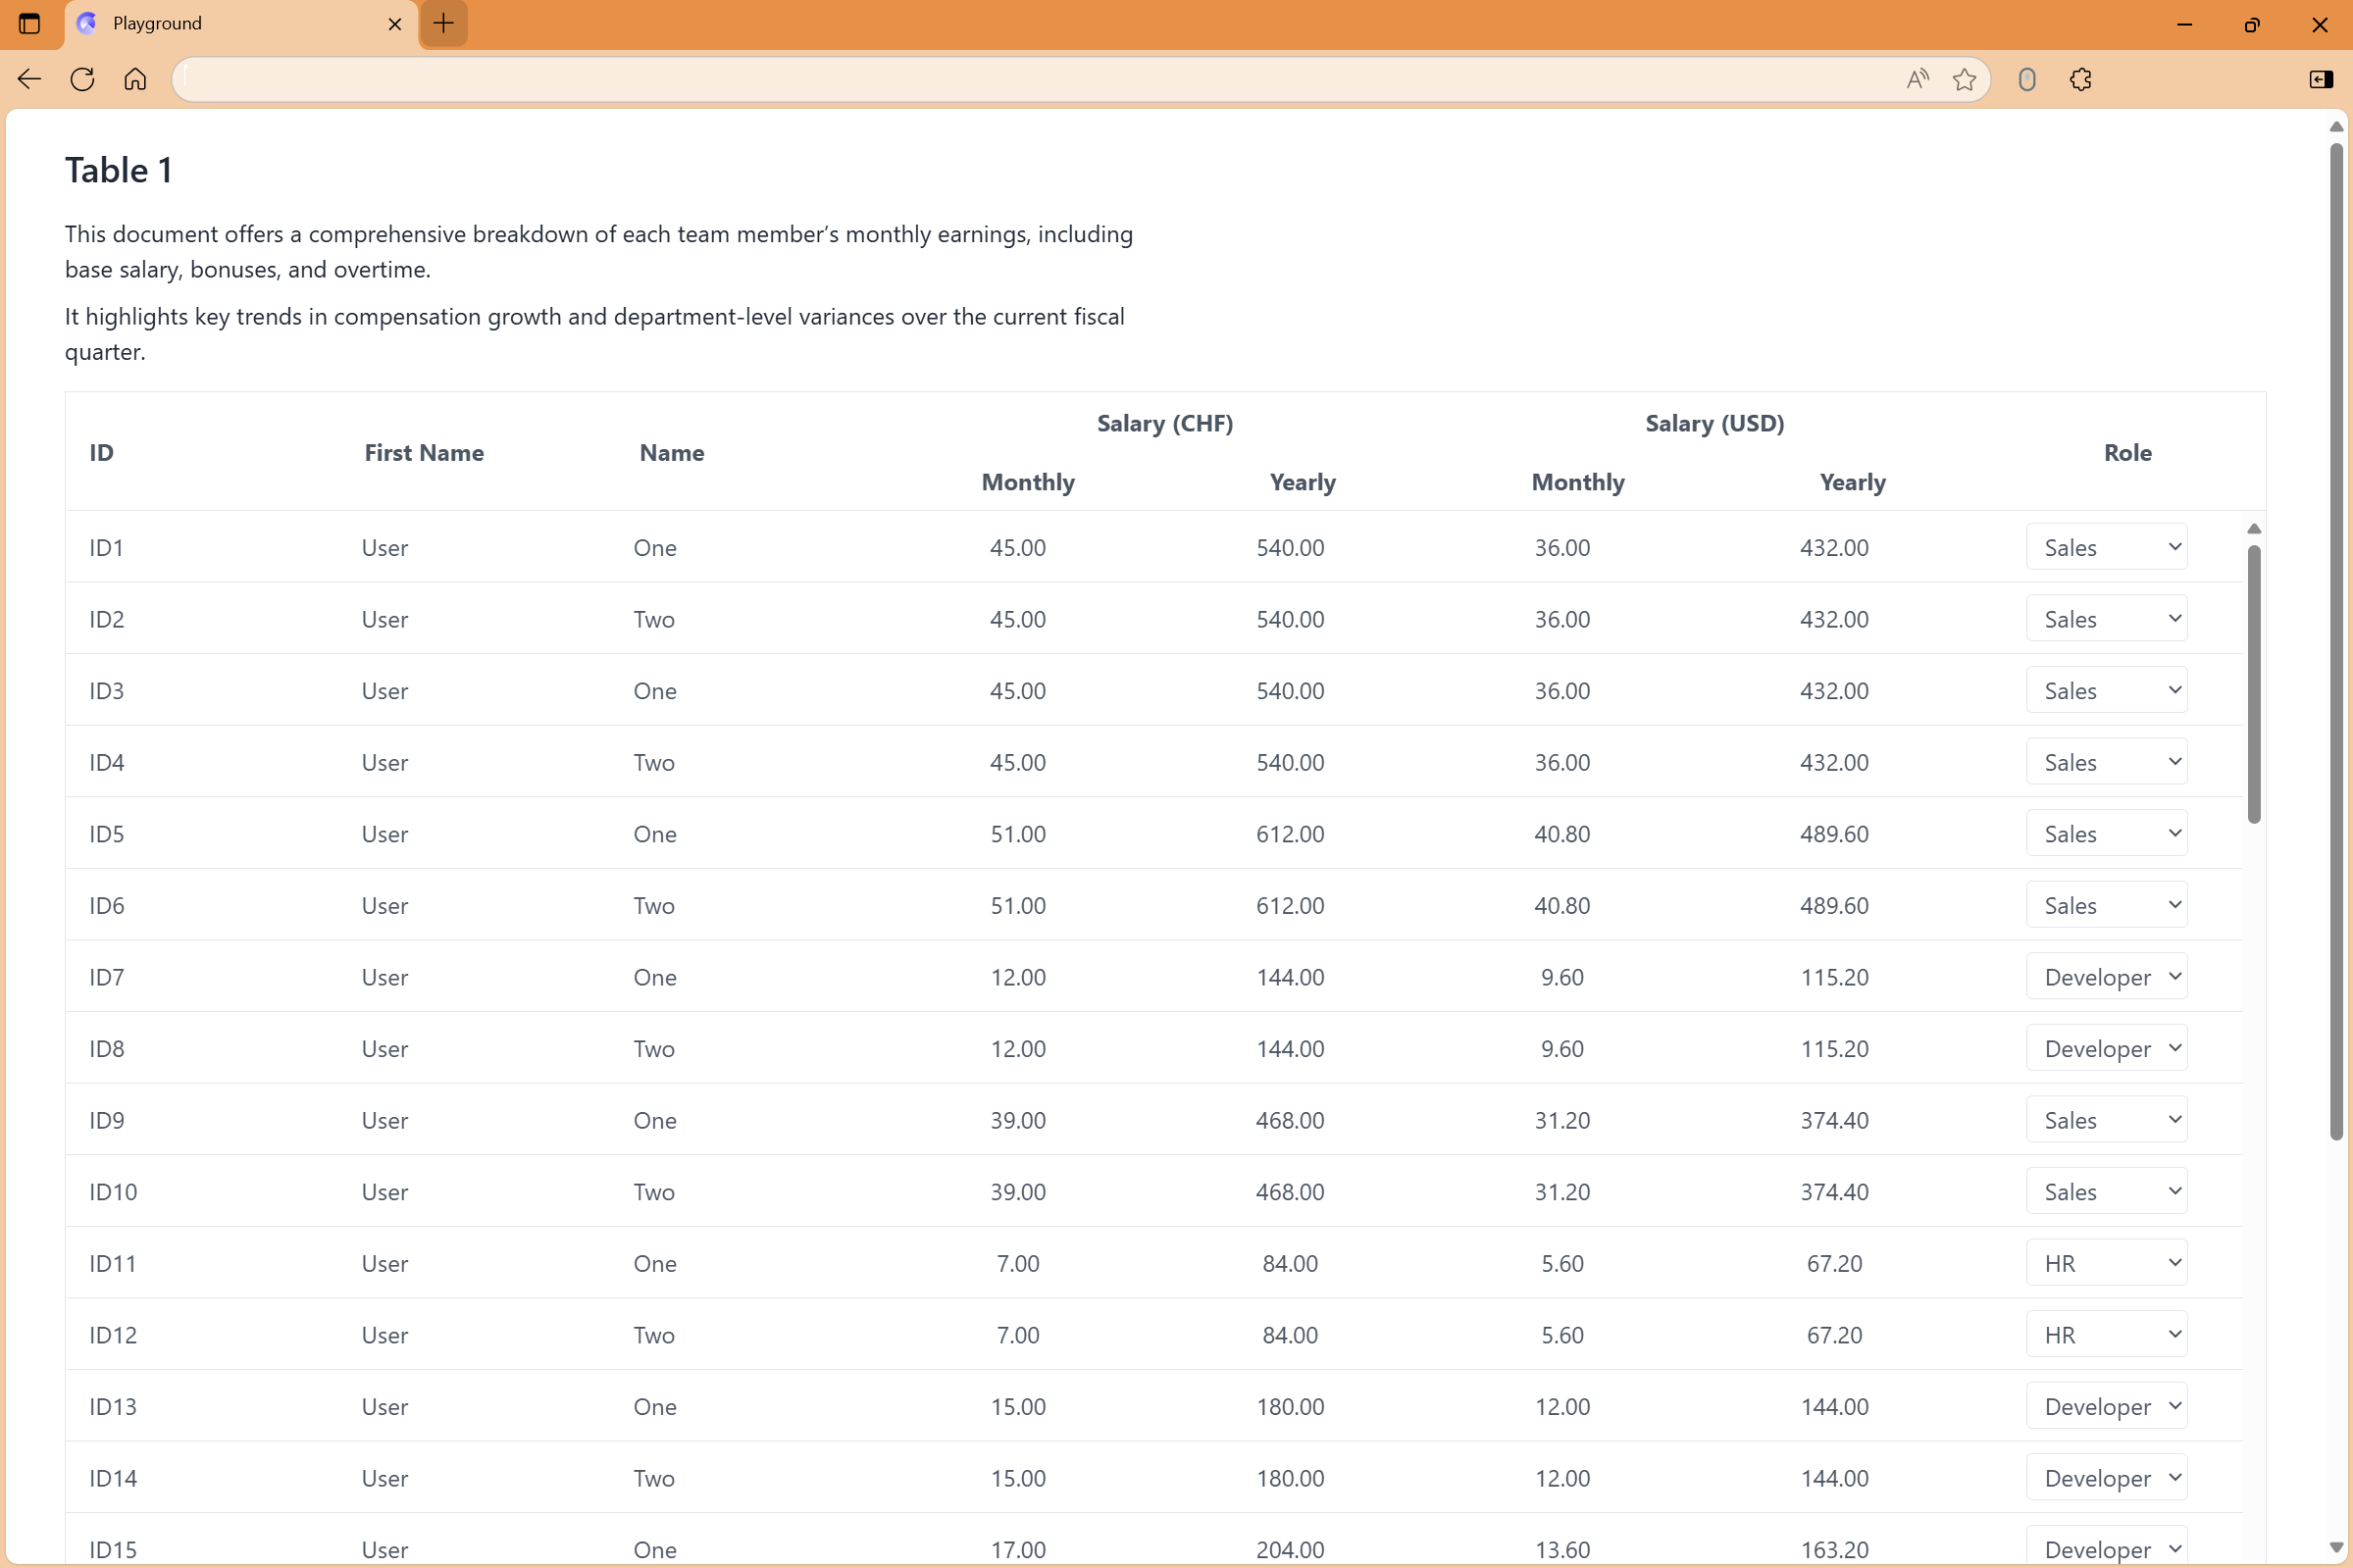 Playground
Table 1
This document offers a comprehensive breakdown of each team member’s monthly earnings, including
base salary, bonuses, and overtime.
It highlights key trends in compensation growth and department-level variances over the current fiscal
quarter.
Salary (CHF) Salary (USD)
ID First Name Name Role
Monthly Yearly Monthly Yearly
ID1 User One 45.00 540.00 36.00 432.00 Sales
ID2 User Two 45.00 540.00 36.00 432.00 Sales
ID3 User One 45.00 540.00 36.00 432.00 Sales
ID4 User Two 45.00 540.00 36.00 432.00 Sales
ID5 User One 51.00 612.00 40.80 489.60 Sales
ID6 User Two 51.00 612.00 40.80 489.60 Sales
ID7 User One 12.00 144.00 9.60 115.20 Developer
ID8 User Two 12.00 144.00 9.60 115.20 Developer
ID9 User One 39.00 468.00 31.20 374.40 Sales
ID10 User Two 39.00 468.00 31.20 374.40 Sales
ID11 User One 7.00 84.00 5.60 67.20 HR
ID12 User Two 7.00 84.00 5.60 67.20 HR
ID13 User One 15.00 180.00 12.00 144.00 Developer
ID14 User Two 15.00 180.00 12.00 144.00 Developer
ID15 User One 17.00 204.00 13.60 163.20 Developer